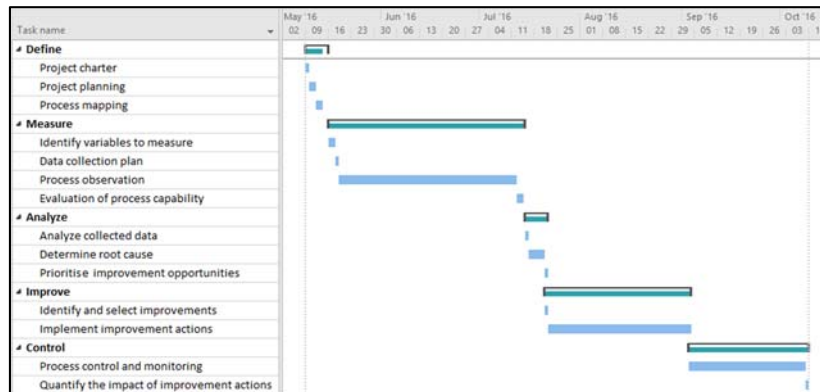 May '16 Jun '16 Jul '16 Aug '16 Sep '16 Oct '16
Task name 02 09 16 23 30 06 13 20 27 04 11 18 25 01 08 15 22 29 05 12 19 26 03
Define
Project charter
Project planning
Process mapping
Measure
Identify variables to measure
Data collection plan
Process observation
Evaluation of process capability
Analyze
Analyze collected data
Determine root cause
Prioritise improvement opportunities
Improve
Identify and select improvements
Implement improvement actions
Control
Process control and monitoring
Quantify the impact of improvement actions